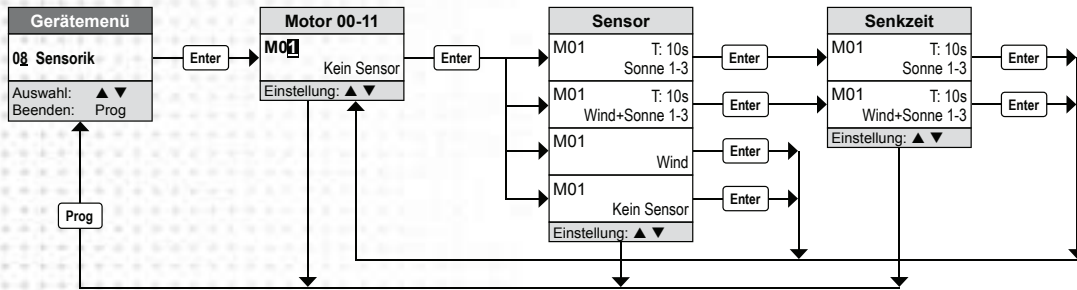 Gerätemenü
08 Sensorik
Auswahl: ▲ ▼
Beenden: Prog
Enter
Prog
Motor 00-11
M01
Kein Sensor
Einstellung: ▲ ▼
Enter
Sensor
M01 T: 10s
Sonne 1-3
M01 T: 10s
Wind+Sonne 1-3
M01
Wind
M01
Kein Sensor
Einstellung: ▲ ▼
Enter
Enter
Enter
Enter
Senkzeit
M01 T: 10s
Sonne 1-3
M01 T: 10s
Wind+Sonne 1-3
Einstellung: ▲ ▼
Enter
Enter